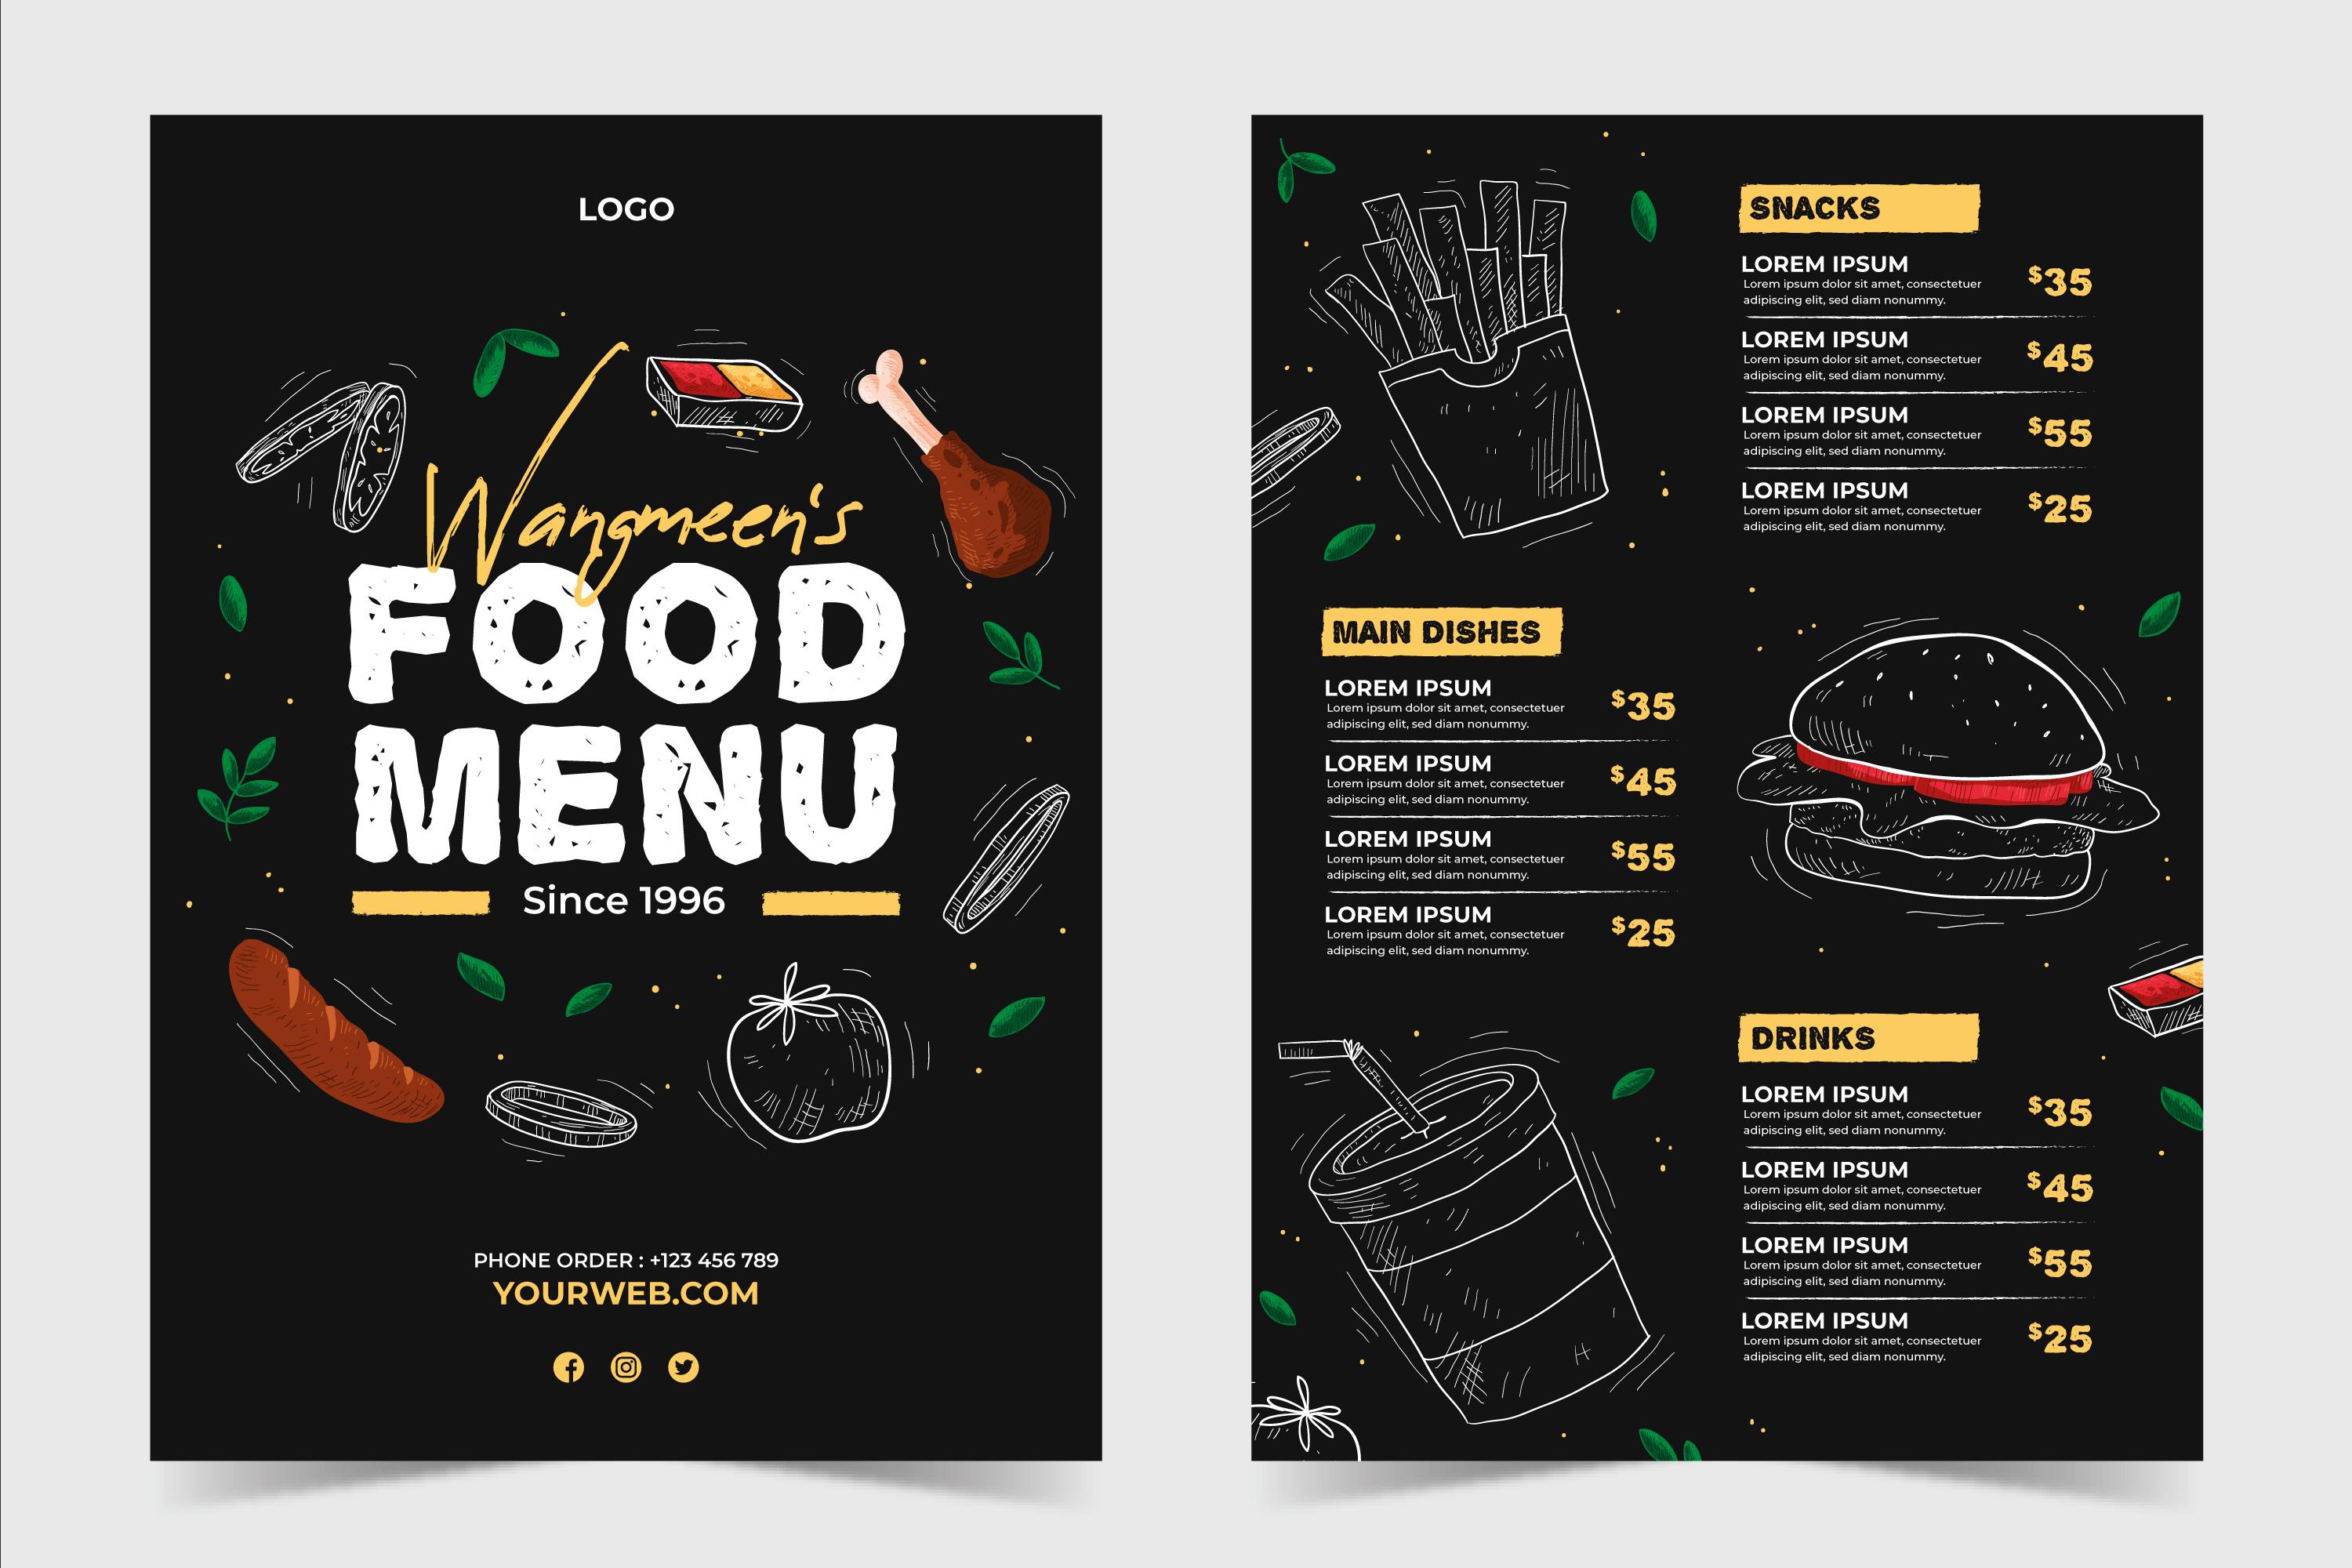 LOGO
Wangmeen's
FOOD
MENU
Since 1996
PHONE ORDER : +123 456 789
YOURWEB.COM
SNACKS
LOREM IPSUM
Lorem ipsum dolor sit amet, consectetuer
adipiscing elit, sed diam nonummy.
$35
LOREM IPSUM
Lorem ipsum dolor sit amet, consectetuer
adipiscing elit, sed diam nonummy.
$45
LOREM IPSUM
Lorem ipsum dolor sit amet, consectetuer
adipiscing elit, sed diam nonummy.
$55
LOREM IPSUM
Lorem ipsum dolor sit amet, consectetuer
adipiscing elit, sed diam nonummy.
$25
MAIN DISHES
LOREM IPSUM
Lorem ipsum dolor sit amet, consectetuer
adipiscing elit, sed diam nonummy.
$35
LOREM IPSUM
Lorem ipsum dolor sit amet, consectetuer
adipiscing elit, sed diam nonummy.
$45
LOREM IPSUM
Lorem ipsum dolor sit amet, consectetuer
adipiscing elit, sed diam nonummy.
$55
LOREM IPSUM
Lorem ipsum dolor sit amet, consectetuer
adipiscing elit, sed diam nonummy.
$25
DRINKS
LOREM IPSUM
Lorem ipsum dolor sit amet, consectetuer
adipiscing elit, sed diam nonummy.
$35
LOREM IPSUM
Lorem ipsum dolor sit amet, consectetuer
adipiscing elit, sed diam nonummy.
$45
LOREM IPSUM
Lorem ipsum dolor sit amet, consectetuer
adipiscing elit, sed diam nonummy.
$55
LOREM IPSUM
Lorem ipsum dolor sit amet, consectetuer
adipiscing elit, sed diam nonummy.
$25